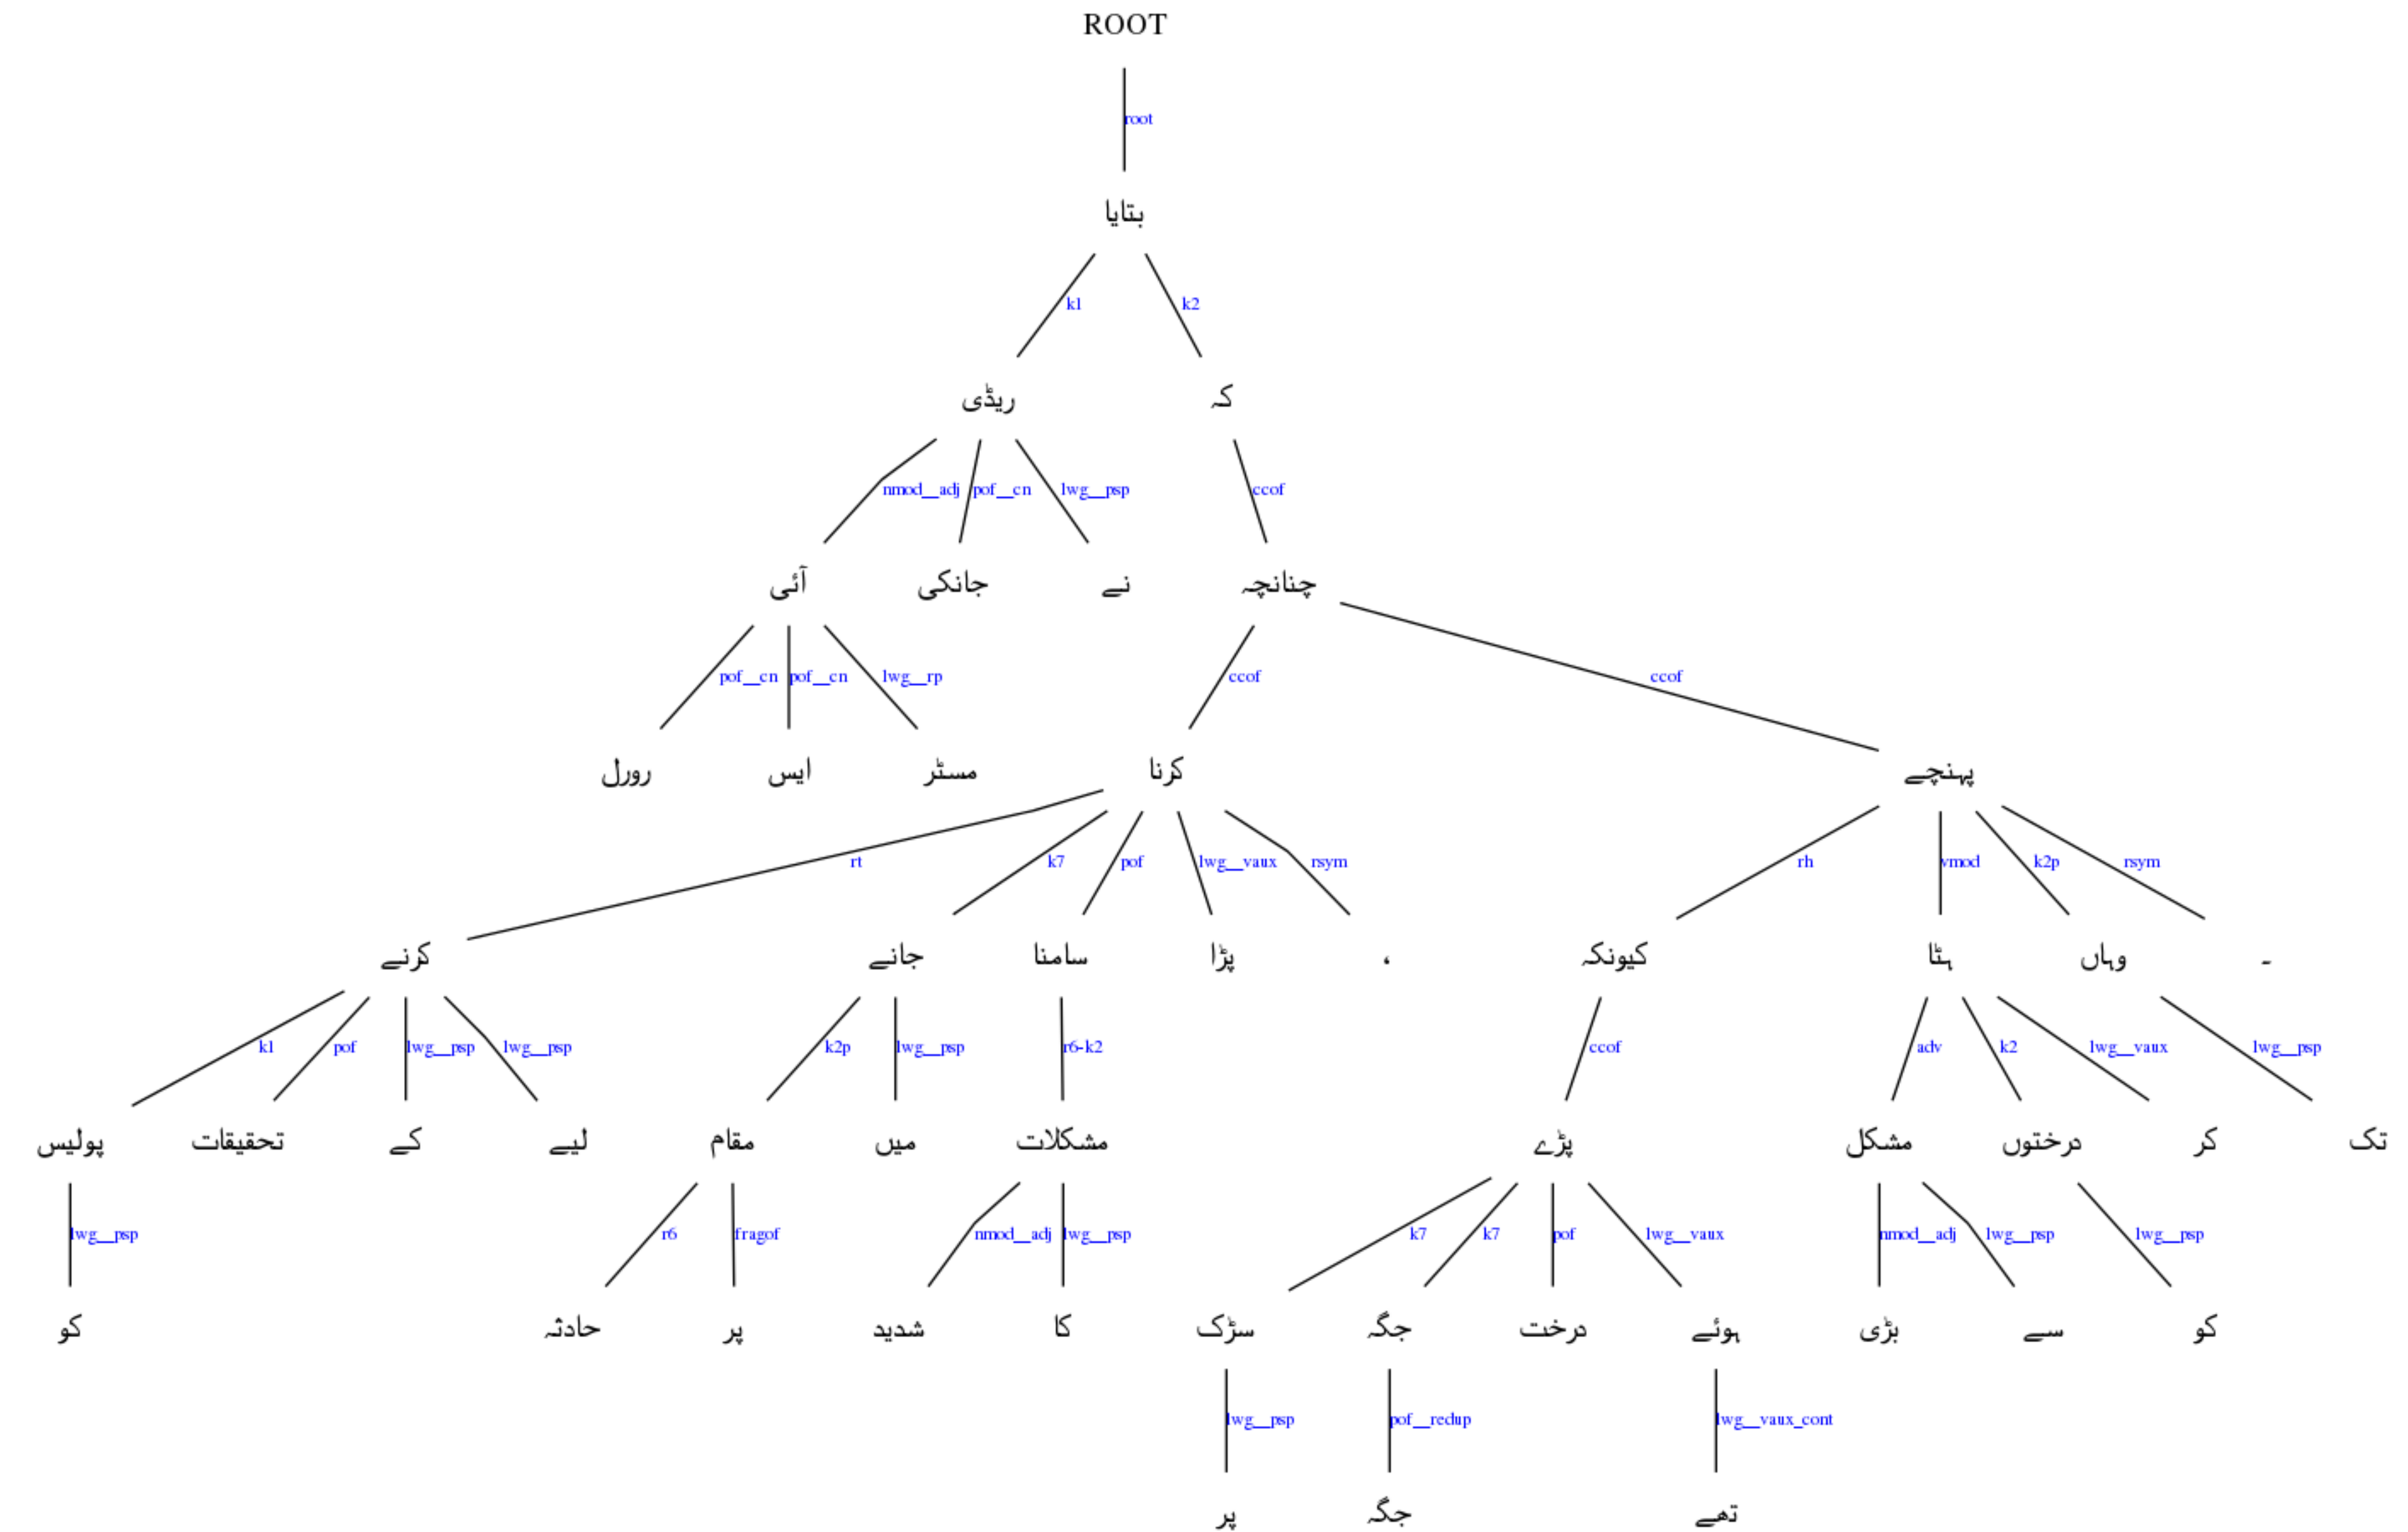 ROOT
root
بتایا
k1 k2
ریڈی کہ
nmod__adj pof__cn lwg__psp ccof
آئی جانکی نے چنانچہ
pof__cn pof__cn lwg__rp ccof ccof
رورل ایس مسٹر کرنا پہنچے
rt k7 pof lwg__vaux rsym rh vmod k2p rsym
کرنے جانے سامنا پڑا ، کیونکہ ہٹا وہاں ۔
k1 pof lwg__psp lwg__psp k2p lwg__psp r6-k2 ccof adv k2 lwg__vaux lwg__psp
پولیس تحقیقات کے لیے مقام میں مشکلات پڑے مشکل درختوں کر تک
lwg__psp r6 fragof nmod__adj lwg__psp k7 k7 pof lwg__vaux nmod__adj lwg__psp lwg__psp
کو حادثہ پر شدید کا سڑک جگہ درخت ہوئے بڑی سے کو
lwg__psp pof__redup lwg__vaux_cont
پر جگہ تھے